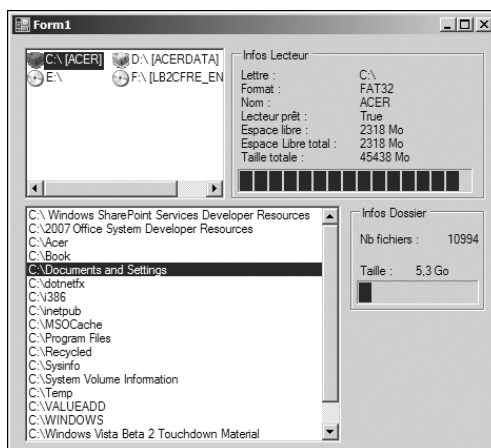 Form1
C:\ [ACER] D:\ [ACERDATA]
E:\ F:\ [LB2CFRE_EN
Infos Lecteur
Lettre : C:\
Format : FAT32
Nom : ACER
Lecteur prêt : True
Espace libre : 2318 Mo
Espace Libre total : 2318 Mo
Taille totale : 45438 Mo
C:\ Windows SharePoint Services Developer Resources
C:\2007 Office System Developer Resources
C:\Acer
C:\Book
C:\Documents and Settings
C:\dotnetfx
C:\i386
C:\inetpub
C:\MSOCache
C:\Program Files
C:\Recycled
C:\Sysinfo
C:\System Volume Information
C:\Temp
C:\VALUEADD
C:\WINDOWS
C:\Windows Vista Beta 2 Touchdown Material
Infos Dossier
Nb fichiers : 10994
Taille : 5,3 Go